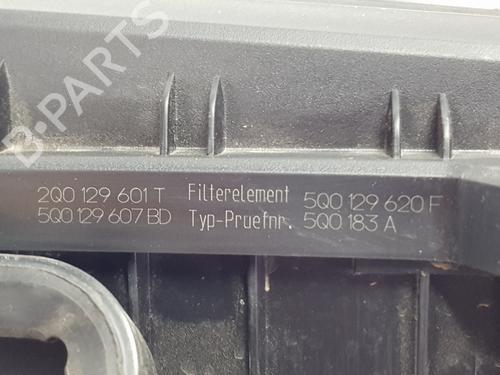 B-PARTS
2Q0 129 601 T Filterelement 5Q0 129 620 F
5Q0 129 607 BD Typ-Pruefnr. 5Q0 183 A